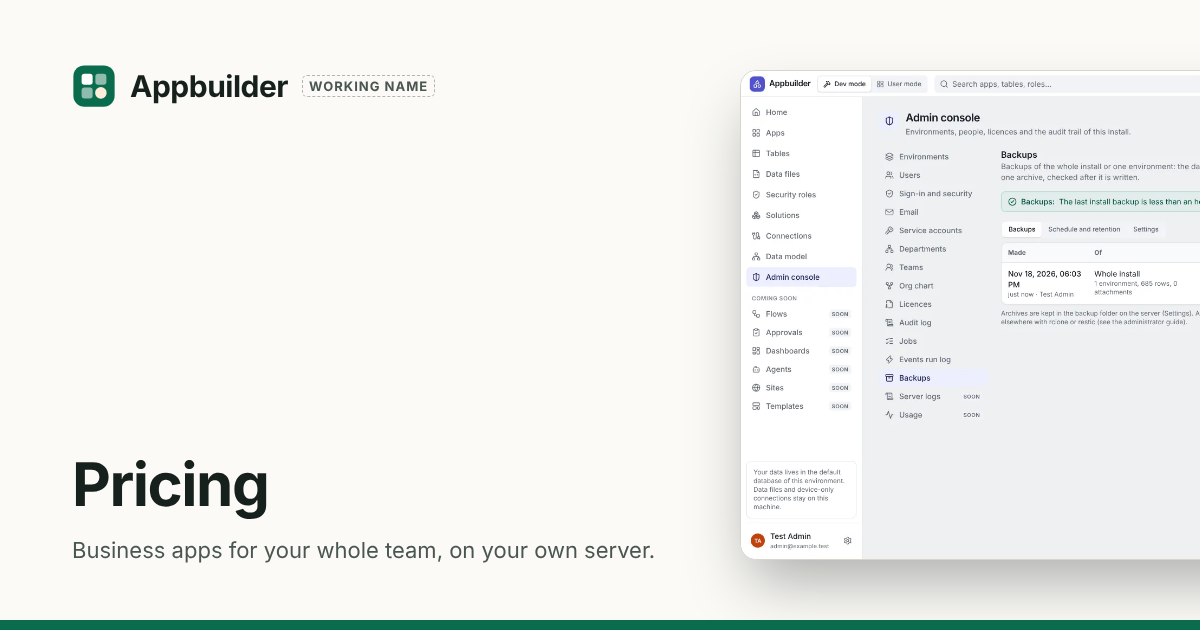 Appbuilder
WORKING NAME
Pricing
Business apps for your whole team, on your own server.
Appbuilder
Dev mode
User mode
Search apps, tables, roles...
Home
Apps
Tables
Data files
Security roles
Solutions
Connections
Data model
Admin console
COMING SOON
Flows SOON
Approvals SOON
Dashboards SOON
Agents SOON
Sites SOON
Templates SOON
Your data lives in the default
database of this environment.
Data files and device-only
connections stay on this
machine.
TA
Test Admin
admin@example.test
Admin console
Environments, people, licences and the audit trail of this install.
Environments
Users
Sign-in and security
Email
Service accounts
Departments
Teams
Org chart
Licences
Audit log
Jobs
Events run log
Backups
Server logs SOON
Usage SOON
Backups
Backups of the whole install or one environment: the da
one archive, checked after it is written.
Backups: The last install backup is less than an h
Backups
Schedule and retention
Settings
Made
Of
Nov 18, 2026, 06:03
PM
just now · Test Admin
Whole install
1 environment, 685 rows, 0
attachments
Archives are kept in the backup folder on the server (Settings). A
elsewhere with rclone or restic (see the administrator guide).